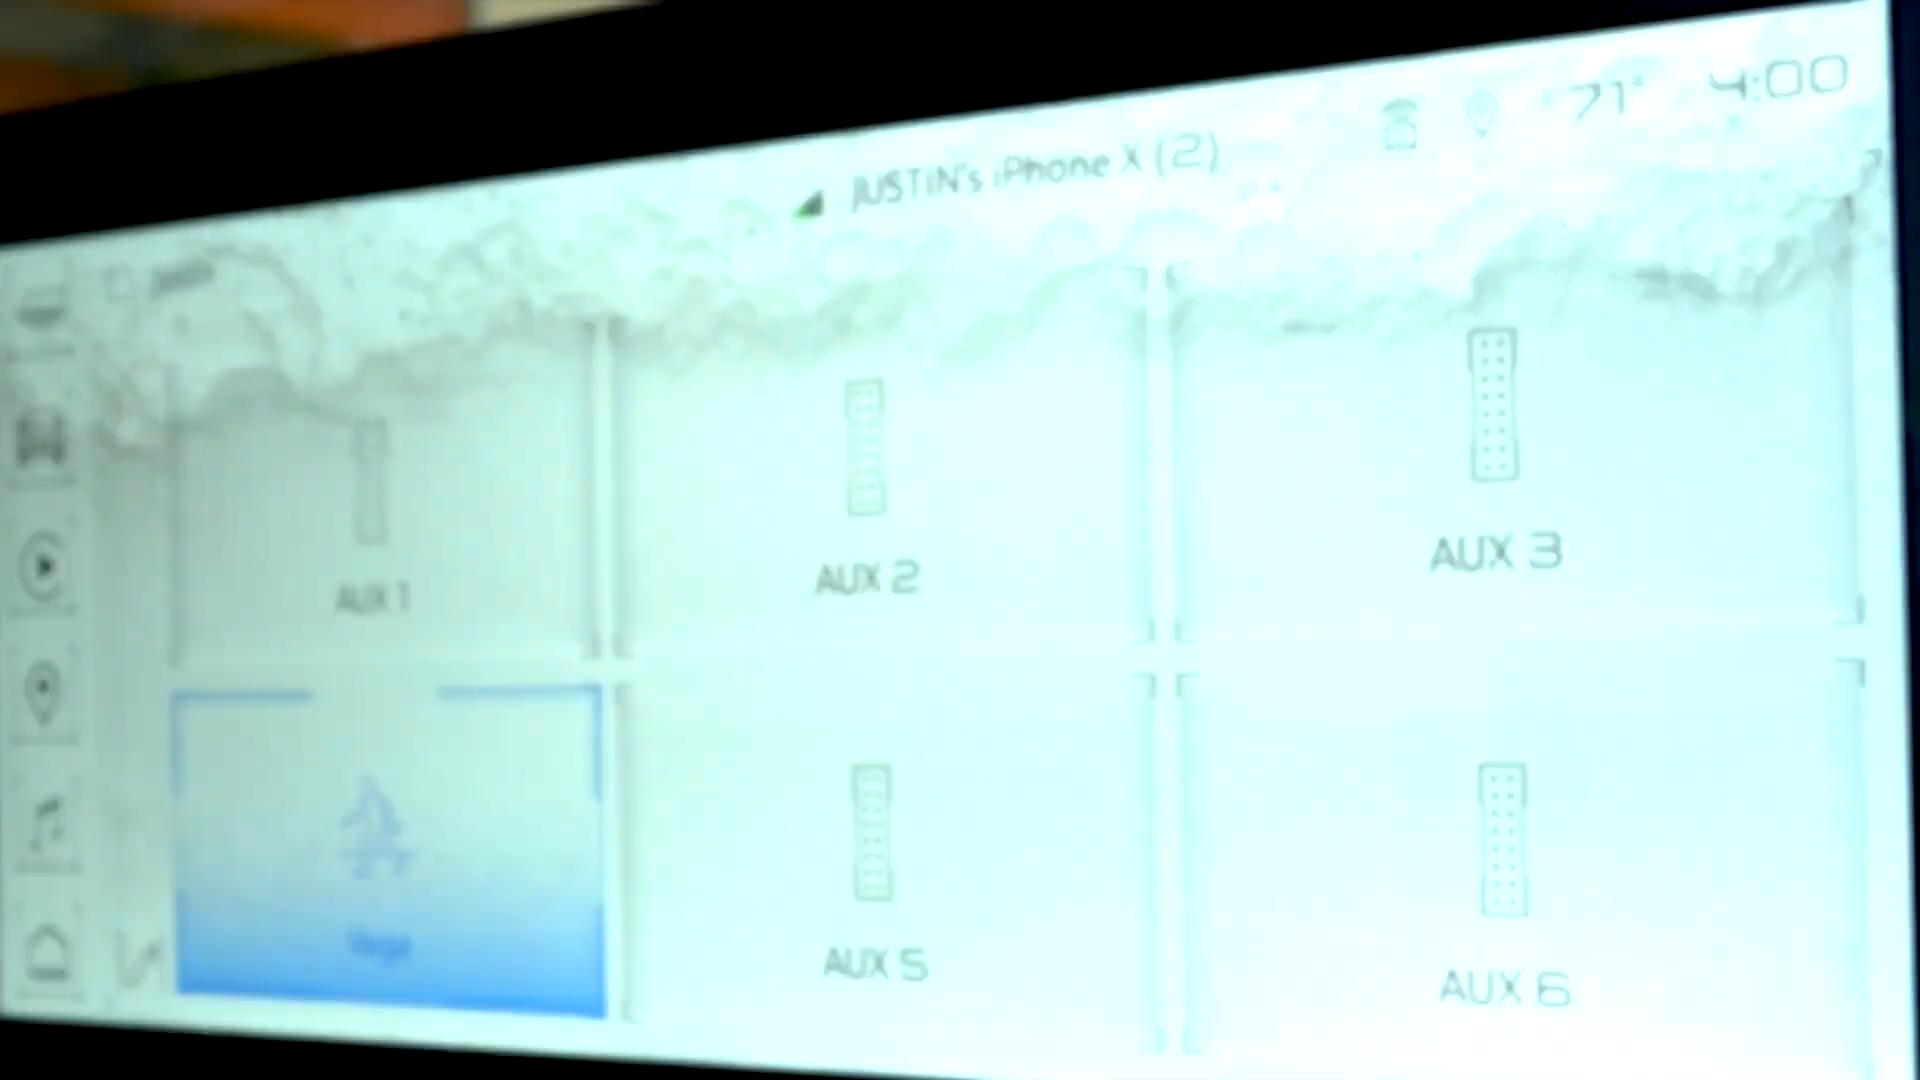 71° 4:00
JUSTIN's iPhone X (2)
AUX 1
AUX 2
AUX 3
AUX 5
AUX 6